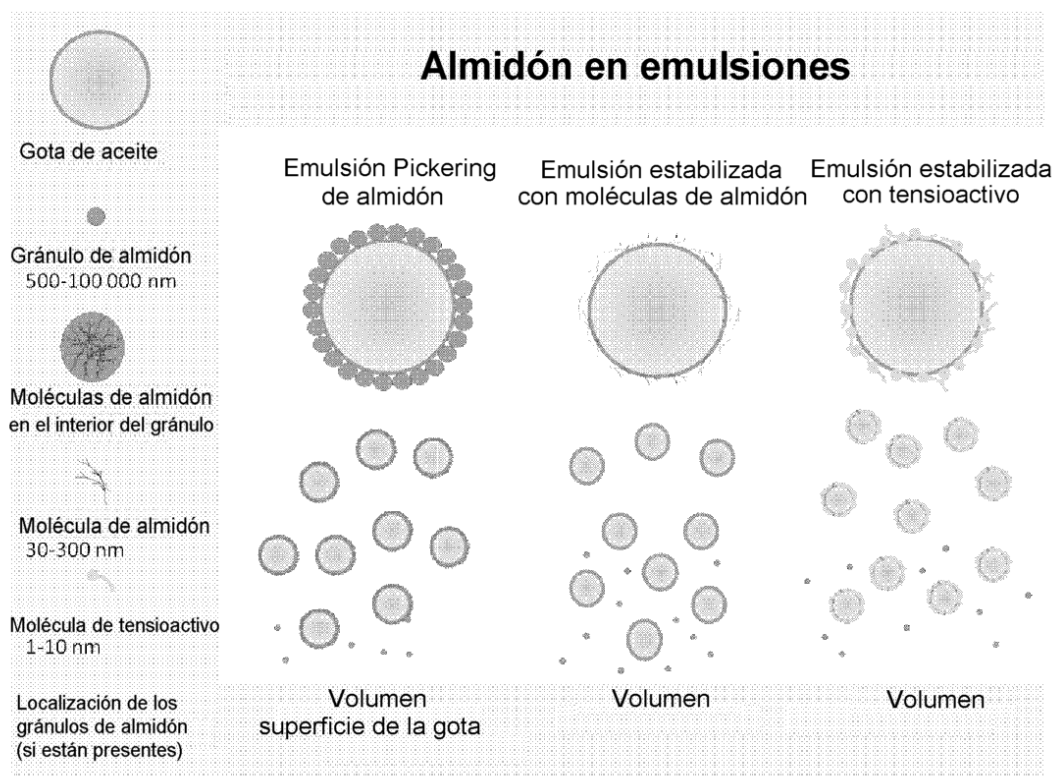 Almidón en emulsiones
Gota de aceite
Gránulo de almidón
500-100 000 nm
Moléculas de almidón
en el interior del gránulo
Molécula de almidón
30-300 nm
Molécula de tensioactivo
1-10 nm
Localización de los
gránulos de almidón
(si están presentes)
Emulsión Pickering
de almidón
Emulsión estabilizada
con moléculas de almidón
Emulsión estabilizada
con tensioactivo
Volumen
superficie de la gota
Volumen
Volumen